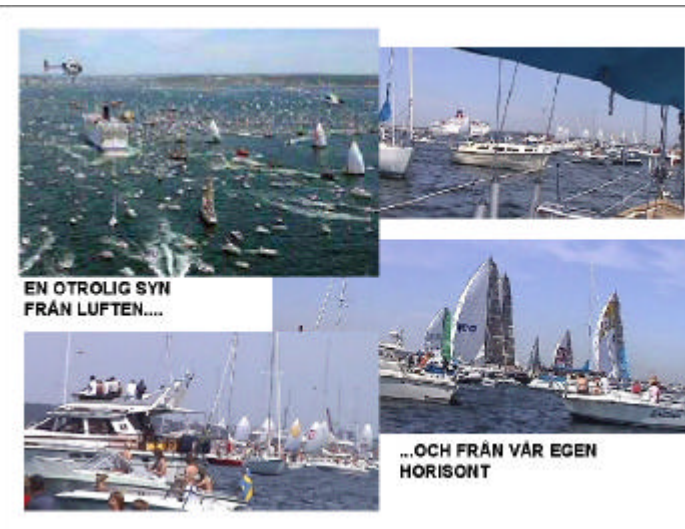 EN OTROLIG SYN
FRÅN LUFTEN....
...OCH FRÅN VÅR EGEN
HORISONT